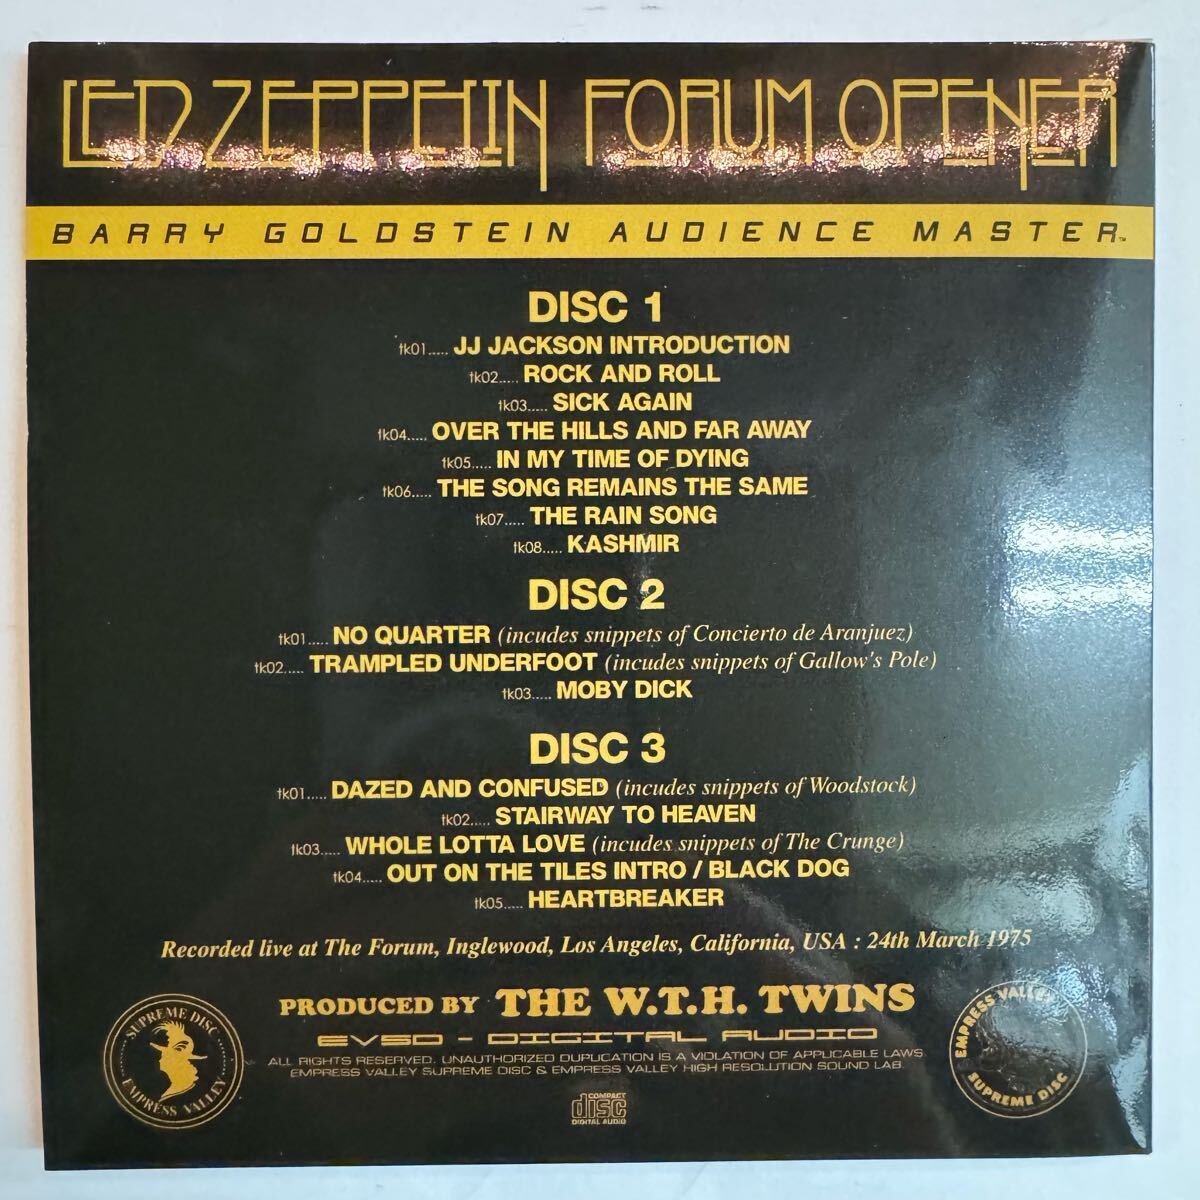 LED ZEPPELIN FORUM OPENER
BARRY GOLDSTEIN AUDIENCE MASTER™
DISC 1
tk01..... JJ JACKSON INTRODUCTION
tk02..... ROCK AND ROLL
tk03..... SICK AGAIN
tk04..... OVER THE HILLS AND FAR AWAY
tk05..... IN MY TIME OF DYING
tk06..... THE SONG REMAINS THE SAME
tk07..... THE RAIN SONG
tk08..... KASHMIR
DISC 2
tk01..... NO QUARTER (incudes snippets of Concierto de Aranjuez)
tk02..... TRAMPLED UNDERFOOT (incudes snippets of Gallow's Pole)
tk03..... MOBY DICK
DISC 3
tk01..... DAZED AND CONFUSED (incudes snippets of Woodstock)
tk02..... STAIRWAY TO HEAVEN
tk03..... WHOLE LOTTA LOVE (incudes snippets of The Crunge)
tk04..... OUT ON THE TILES INTRO / BLACK DOG
tk05..... HEARTBREAKER
Recorded live at The Forum, Inglewood, Los Angeles, California, USA : 24th March 1975
PRODUCED BY THE W.T.H. TWINS
EVSD - DIGITAL AUDIO
ALL RIGHTS RESERVED. UNAUTHORIZED DUPLICATION IS A VIOLATION OF APPLICABLE LAWS
EMPRESS VALLEY SUPREME DISC & EMPRESS VALLEY HIGH RESOLUTION SOUND LAB.
SUPREME DISC
EMPRESS VALLEY
EMPRESS VALLEY
SUPREME DISC
COMPACT
disc
DIGITAL AUDIO